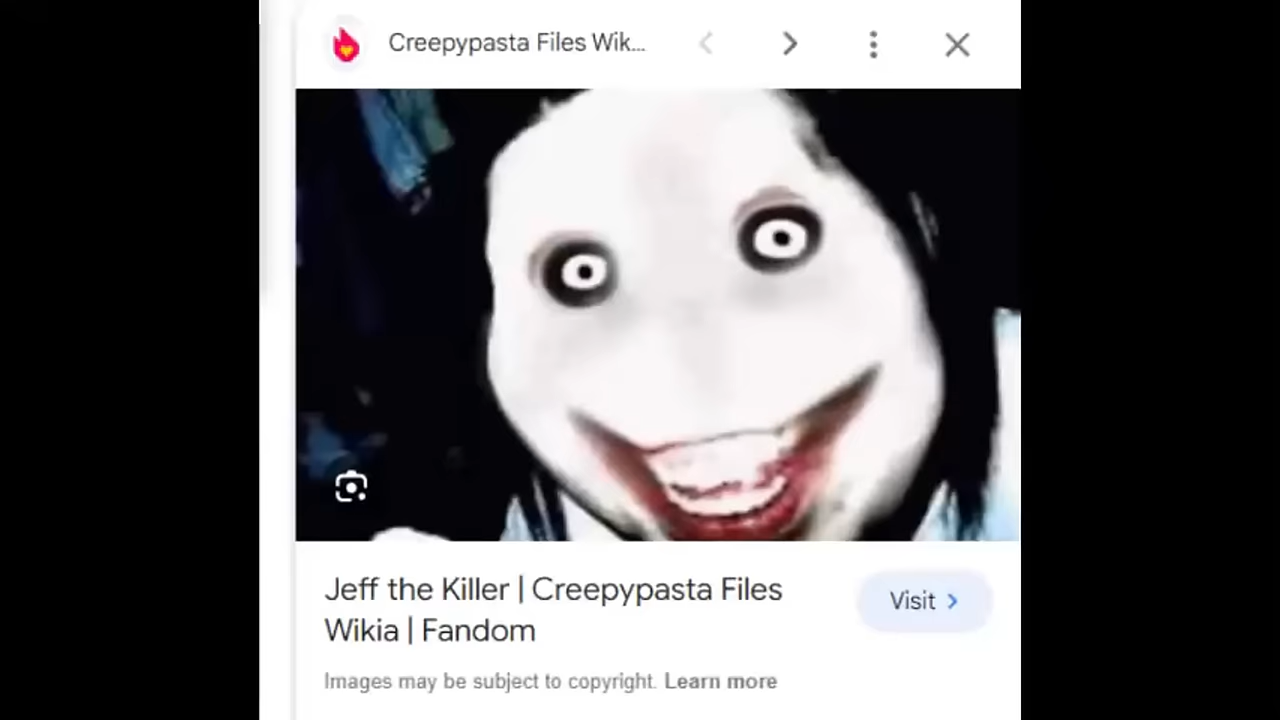 Creepypasta Files Wik...
Jeff the Killer | Creepypasta Files
Visit
Wikia | Fandom
Images may be subject to copyright. Learn more